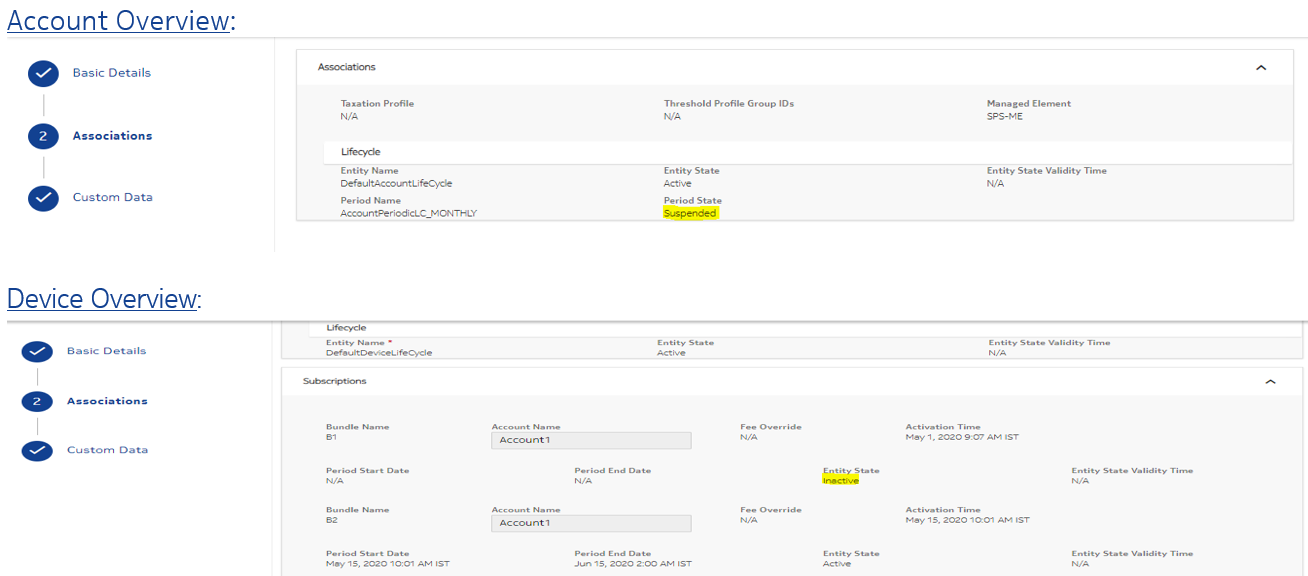 Account Overview:
Basic Details
2 Associations
Custom Data
Associations
Taxation Profile Threshold Profile Group IDs Managed Element
N/A N/A SPS-ME
Lifecycle
Entity Name Entity State Entity State Validity Time
DefaultAccountLifeCycle Active N/A
Period Name Period State
AccountPeriodicLC_MONTHLY Suspended
Device Overview:
Basic Details
2 Associations
Custom Data
Lifecycle
Entity Name * Entity State Entity State Validity Time
DefaultDeviceLifeCycle Active N/A
Subscriptions
Bundle Name Account Name Fee Override Activation Time
B1 Account1 N/A May 1, 2020 9:07 AM IST
Period Start Date Period End Date Entity State Entity State Validity Time
N/A N/A Inactive N/A
Bundle Name Account Name Fee Override Activation Time
B2 Account1 N/A May 15, 2020 10:01 AM IST
Period Start Date Period End Date Entity State Entity State Validity Time
May 15, 2020 10:01 AM IST Jun 15, 2020 2:00 AM IST Active N/A